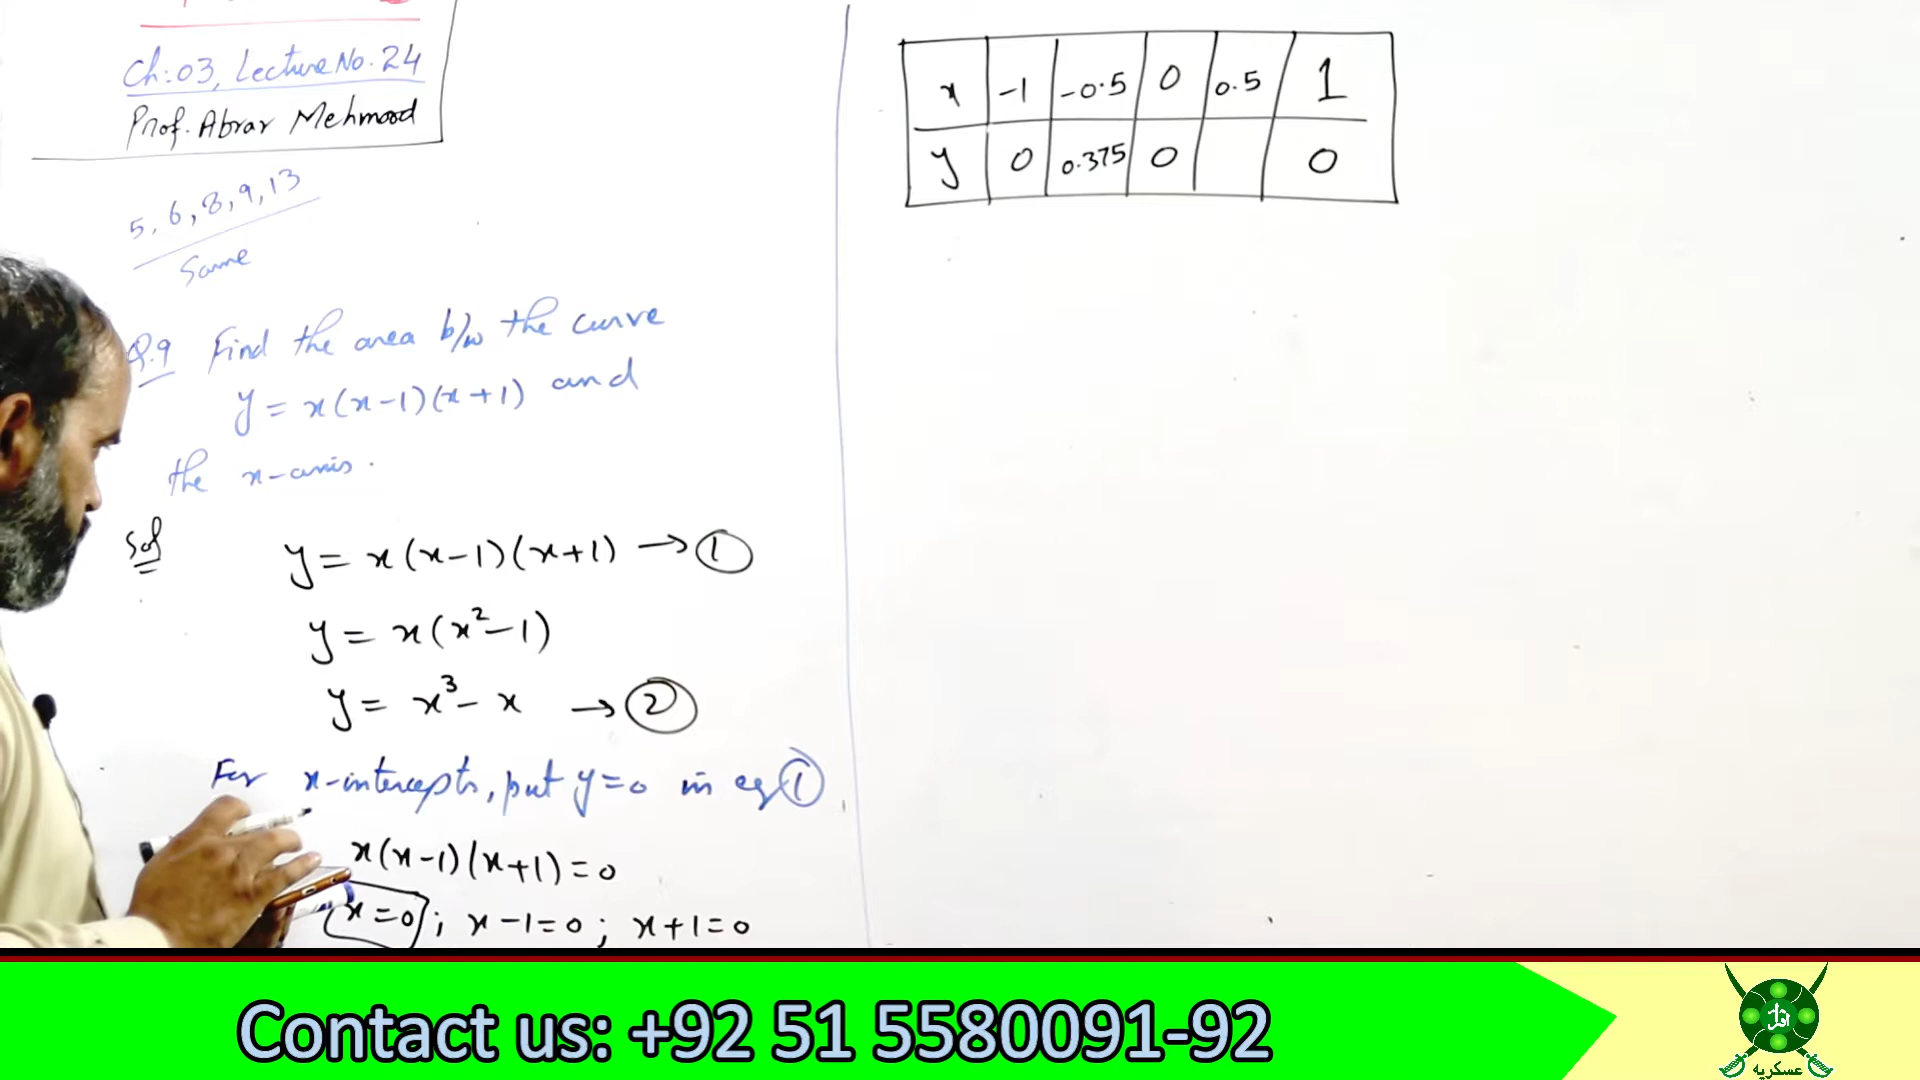 Ch:03, Lecture No. 24
Prof. Abrar Mehmood
5, 6, 8, 9, 13
Same
Q.9 Find the area b/w the curve
y = x(x-1)(x+1) and
the x-axis.
Sol
y = x(x-1)(x+1) → 1
y = x(x²-1)
y = x³ - x → 2
For x-intercepts, put y=0 in eq 1
x(x-1)(x+1)=0
x=0; x-1=0; x+1=0
x -1 -0.5 0 0.5 1
y 0 0.375 0 0
Contact us: +92 51 5580091-92
عسکریہ